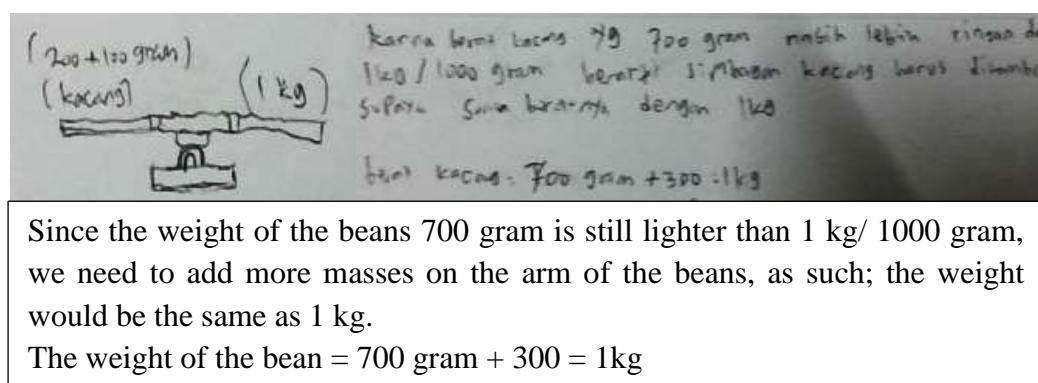 (200+100 gram)
(kacang)
(1 kg)
karna berat kacang yg 700 gram masih lebih ringan
1kg / 1000 gram berarti timbangan kacang harus
supaya sama beratnya dengan 1kg
berat kacang = 700 gram + 300 = 1kg
Since the weight of the beans 700 gram is still lighter than 1 kg/ 1000 gram,
we need to add more masses on the arm of the beans, as such; the weight
would be the same as 1 kg.
The weight of the bean = 700 gram + 300 = 1kg